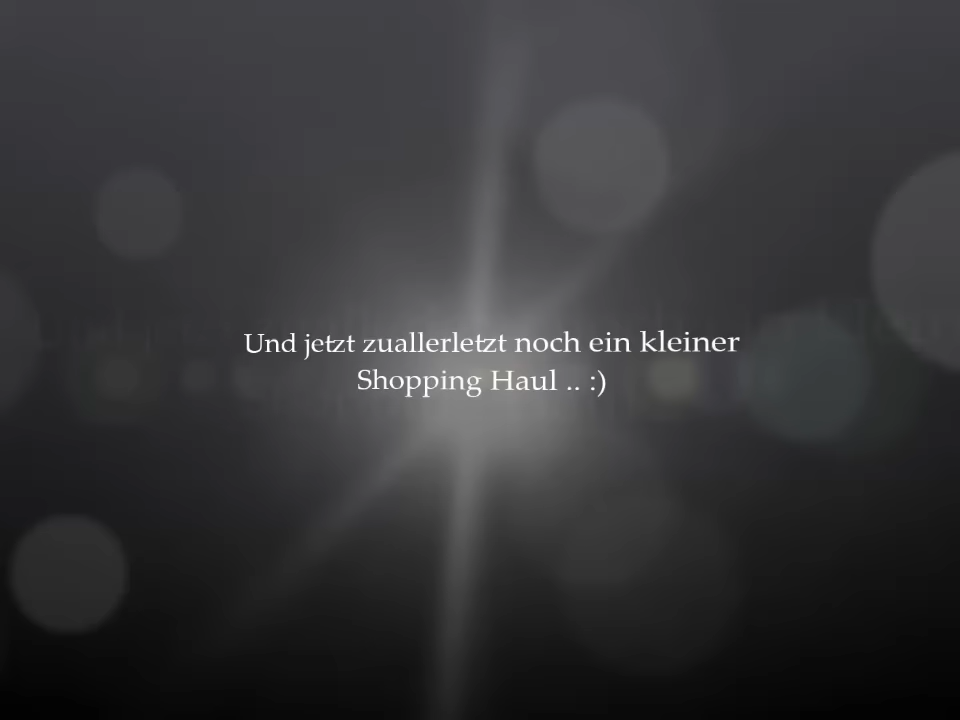 Und jetzt zuallerletzt noch ein kleiner
Shopping Haul .. :)